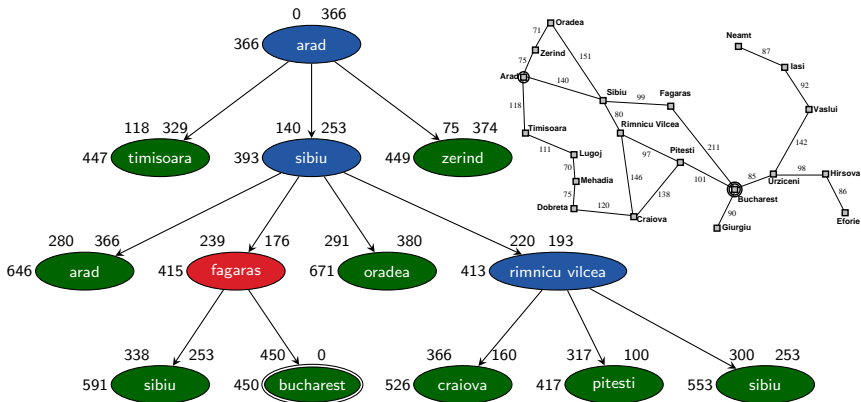 0 366
366 arad
118 329
447 timisoara
140 253
393 sibiu
75 374
449 zerind
280 366
646 arad
239 176
415 fagaras
291 380
671 oradea
220 193
413 rimnicu vilcea
338 253
591 sibiu
450 0
450 bucharest
366 160
526 craiova
317 100
417 pitesti
300 253
553 sibiu
Oradea
71
Zerind
75
151
Arad
140
118
Timisoara
111
Lugoj
70
Mehadia
75
Dobreta
120
Craiova
Sibiu
99
Fagaras
80
Rimnicu Vilcea
97
Pitesti
146
138
101
211
Bucharest
90
Giurgiu
85
Urziceni
98
Hirsova
86
Eforie
142
Vaslui
92
Iasi
87
Neamt